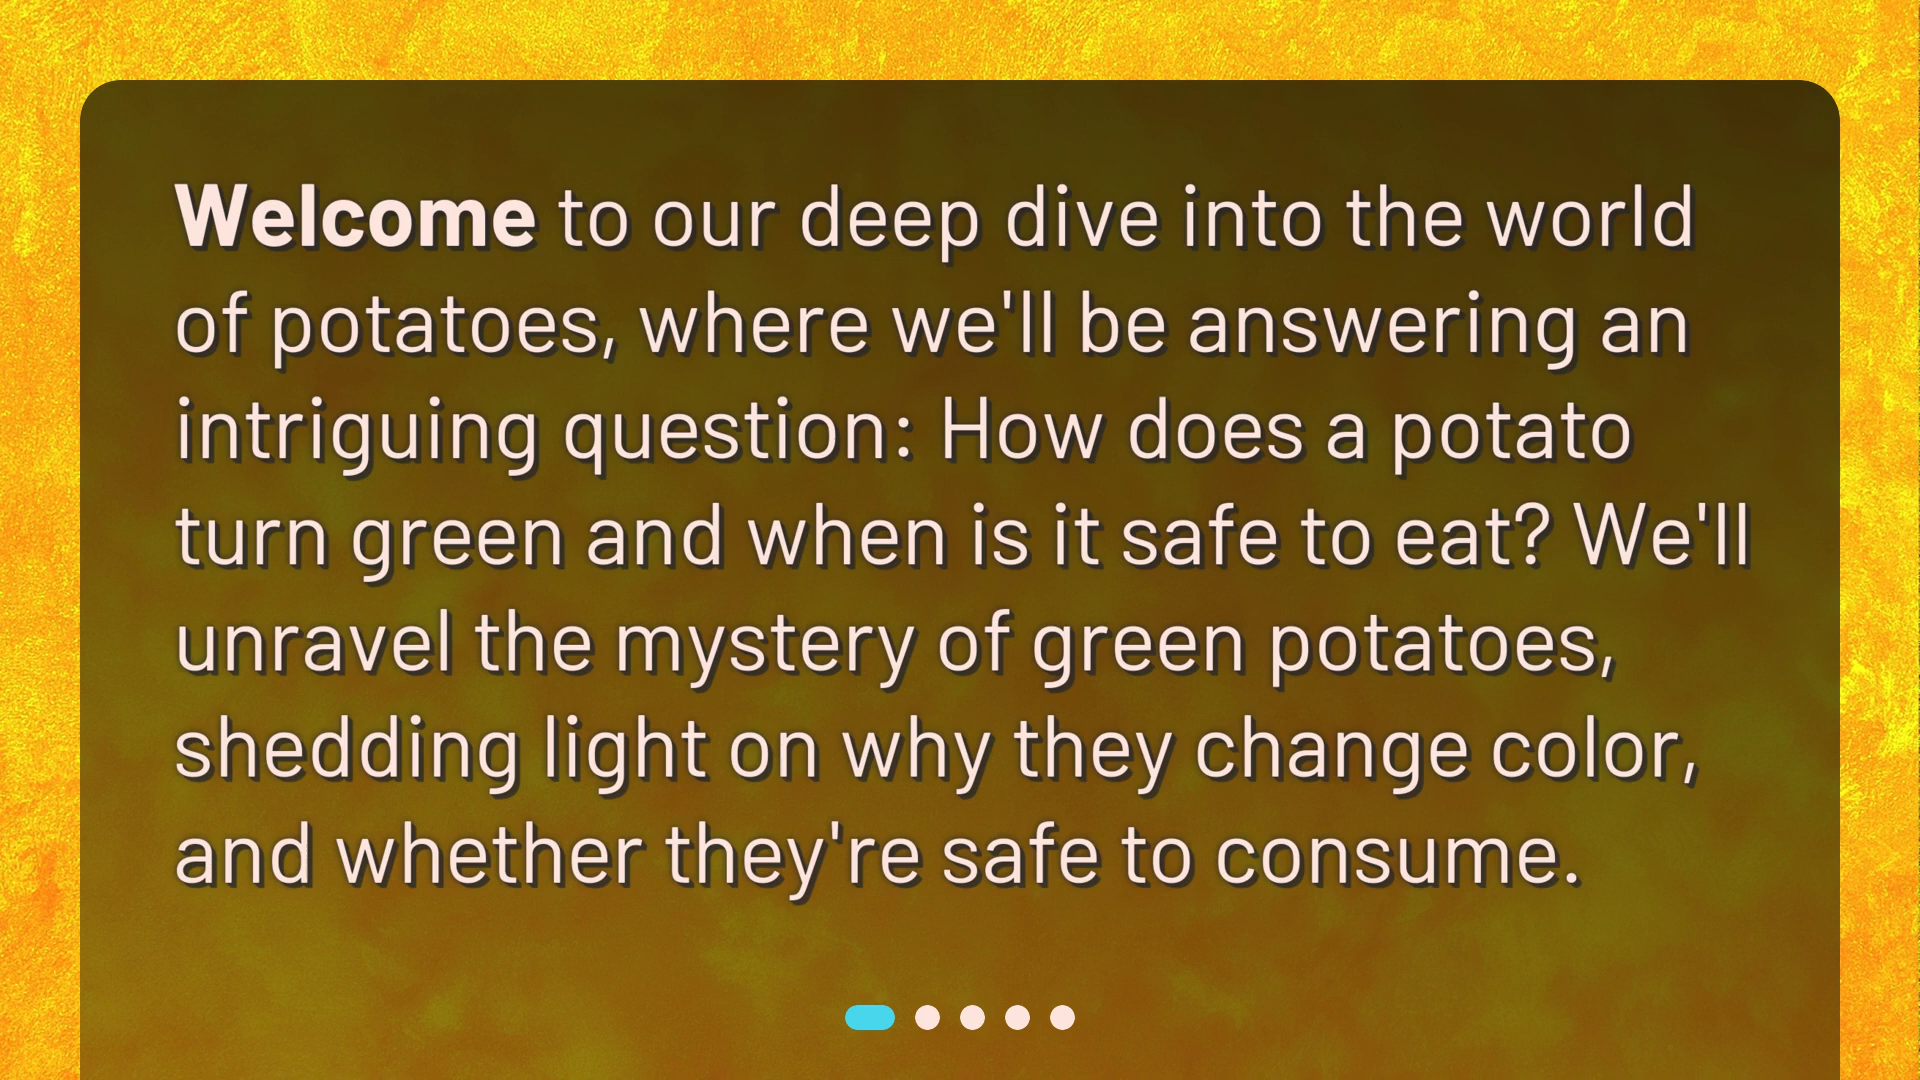 Welcome to our deep dive into the world
of potatoes, where we'll be answering an
intriguing question: How does a potato
turn green and when is it safe to eat? We'll
unravel the mystery of green potatoes,
shedding light on why they change color,
and whether they're safe to consume.